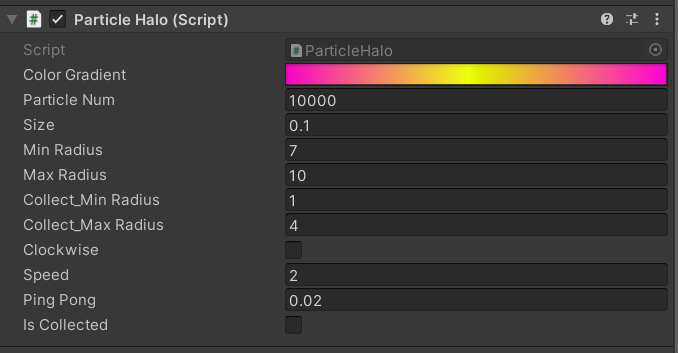 Particle Halo (Script)
Script ParticleHalo
Color Gradient
Particle Num 10000
Size 0.1
Min Radius 7
Max Radius 10
Collect_Min Radius 1
Collect_Max Radius 4
Clockwise
Speed 2
Ping Pong 0.02
Is Collected